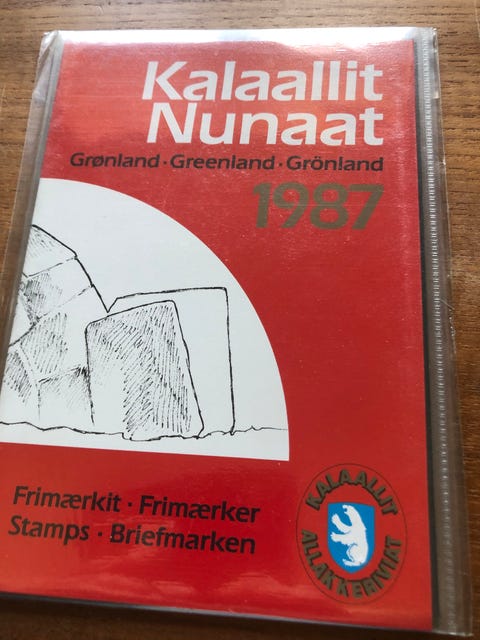 Kalaallit
Nunaat
Grønland · Greenland · Grönland
1987
Frimærkit · Frimærker
Stamps · Briefmarken
KALAALLIT
ALLAKKERIVIAT